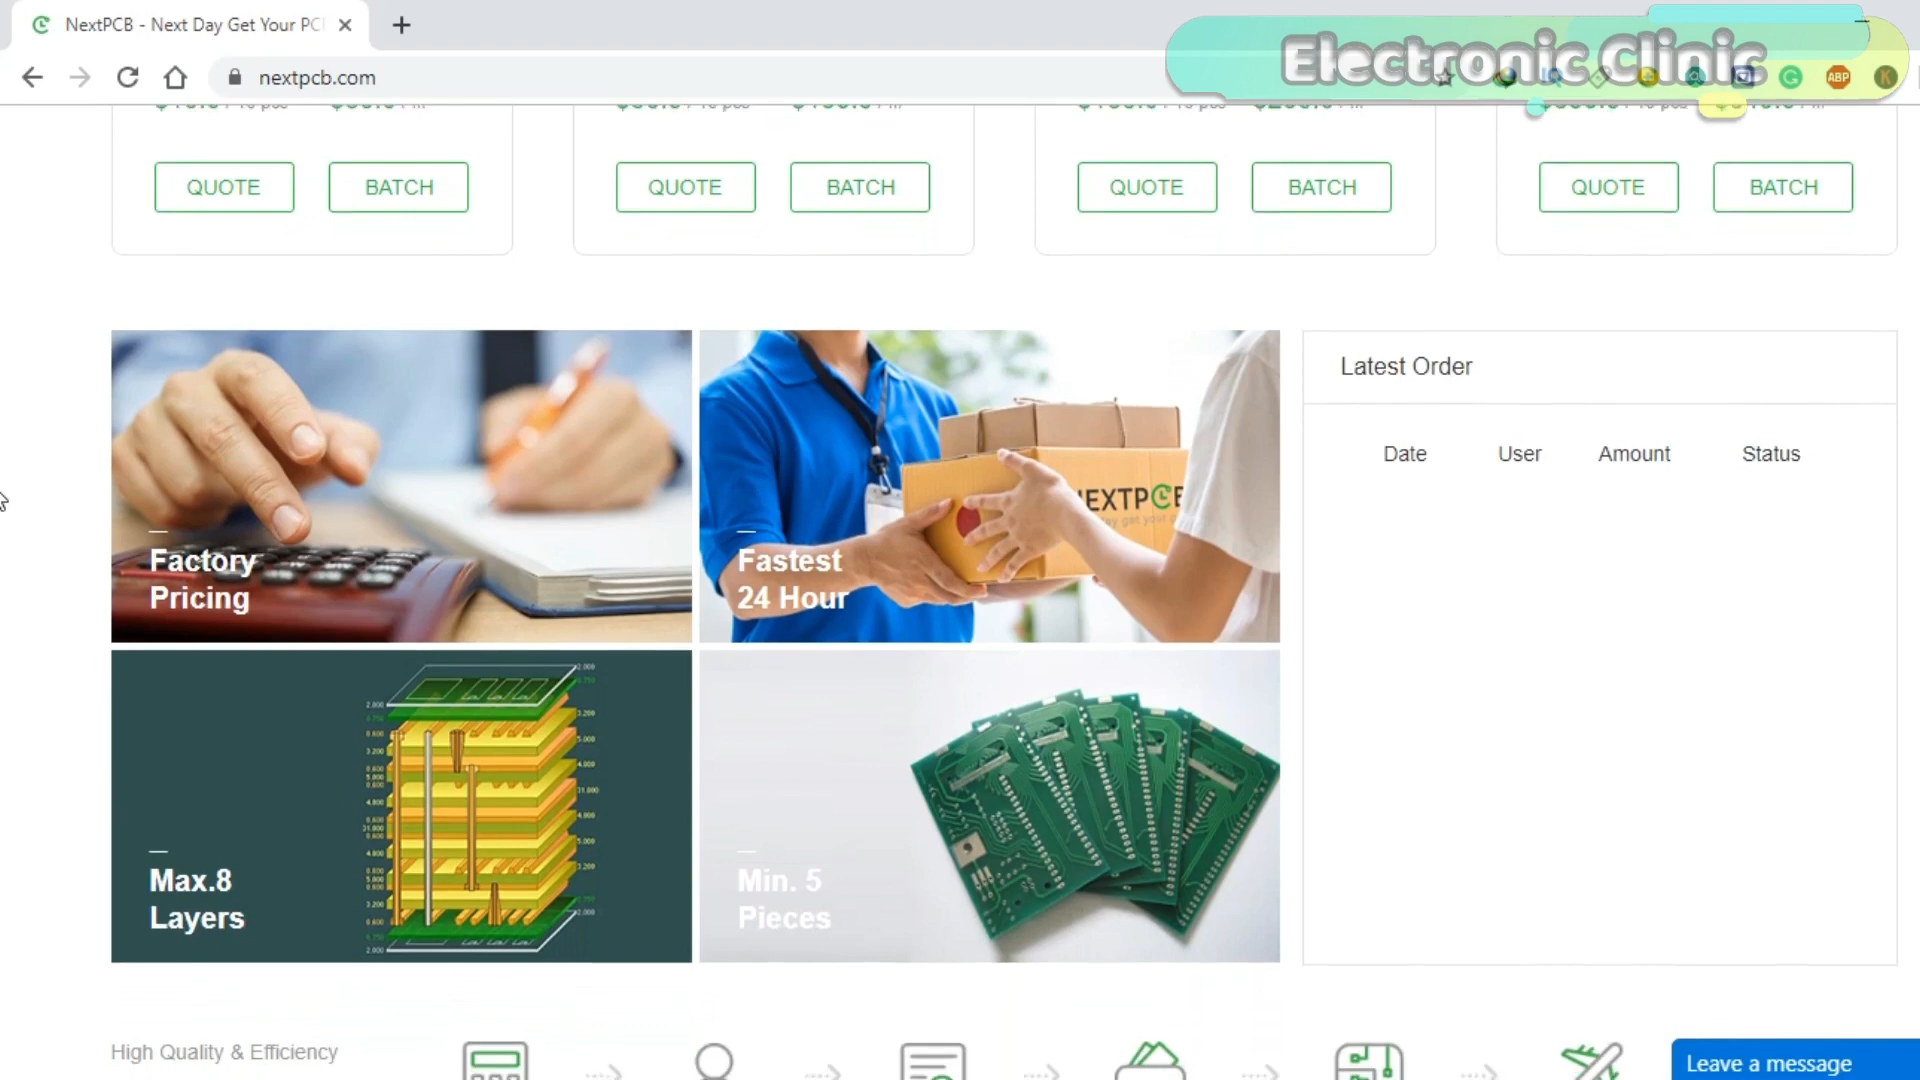 NextPCB - Next Day Get Your PC
Electronic Clinic
nextpcb.com
ABP
K
QUOTE
BATCH
QUOTE
BATCH
QUOTE
BATCH
QUOTE
BATCH
Factory
Pricing
Fastest
24 Hour
Latest Order
Date User Amount Status
Max.8
Layers
Min. 5
Pieces
High Quality & Efficiency
Leave a message